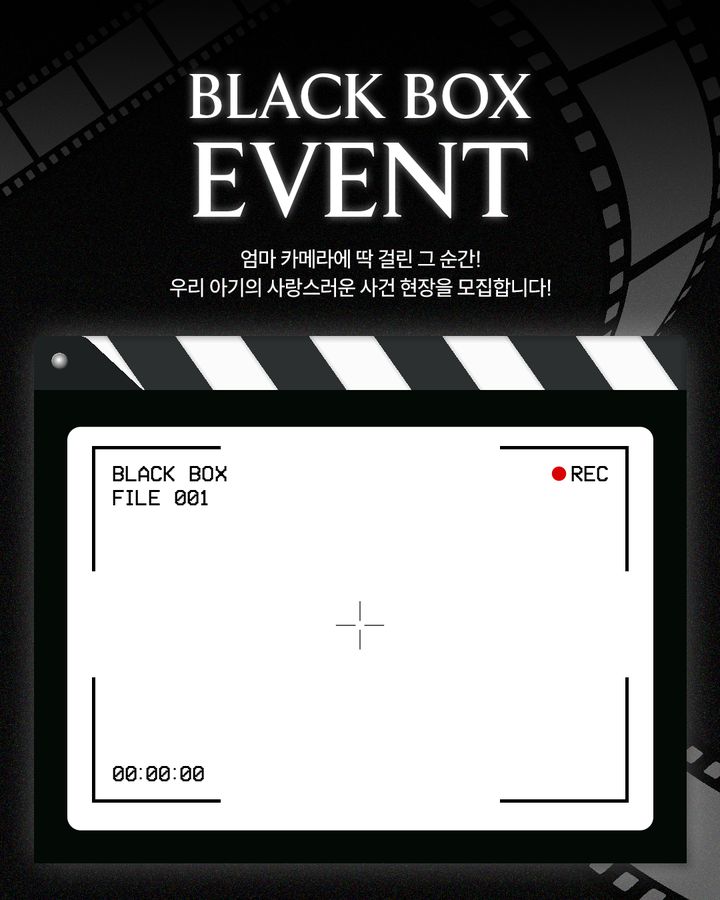 BLACK BOX
EVENT
엄마 카메라에 딱 걸린 그 순간!
우리 아기의 사랑스러운 사건 현장을 모집합니다!
BLACK BOX
FILE 001
REC
00:00:00